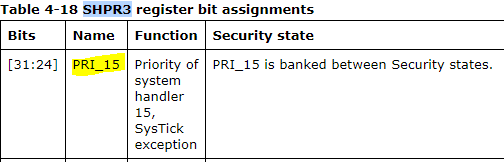 Table 4-18 SHPR3 register bit assignments
Bits Name Function Security state
[31:24] PRI_15 Priority of PRI_15 is banked between Security states.
system
handler
15,
SysTick
exception